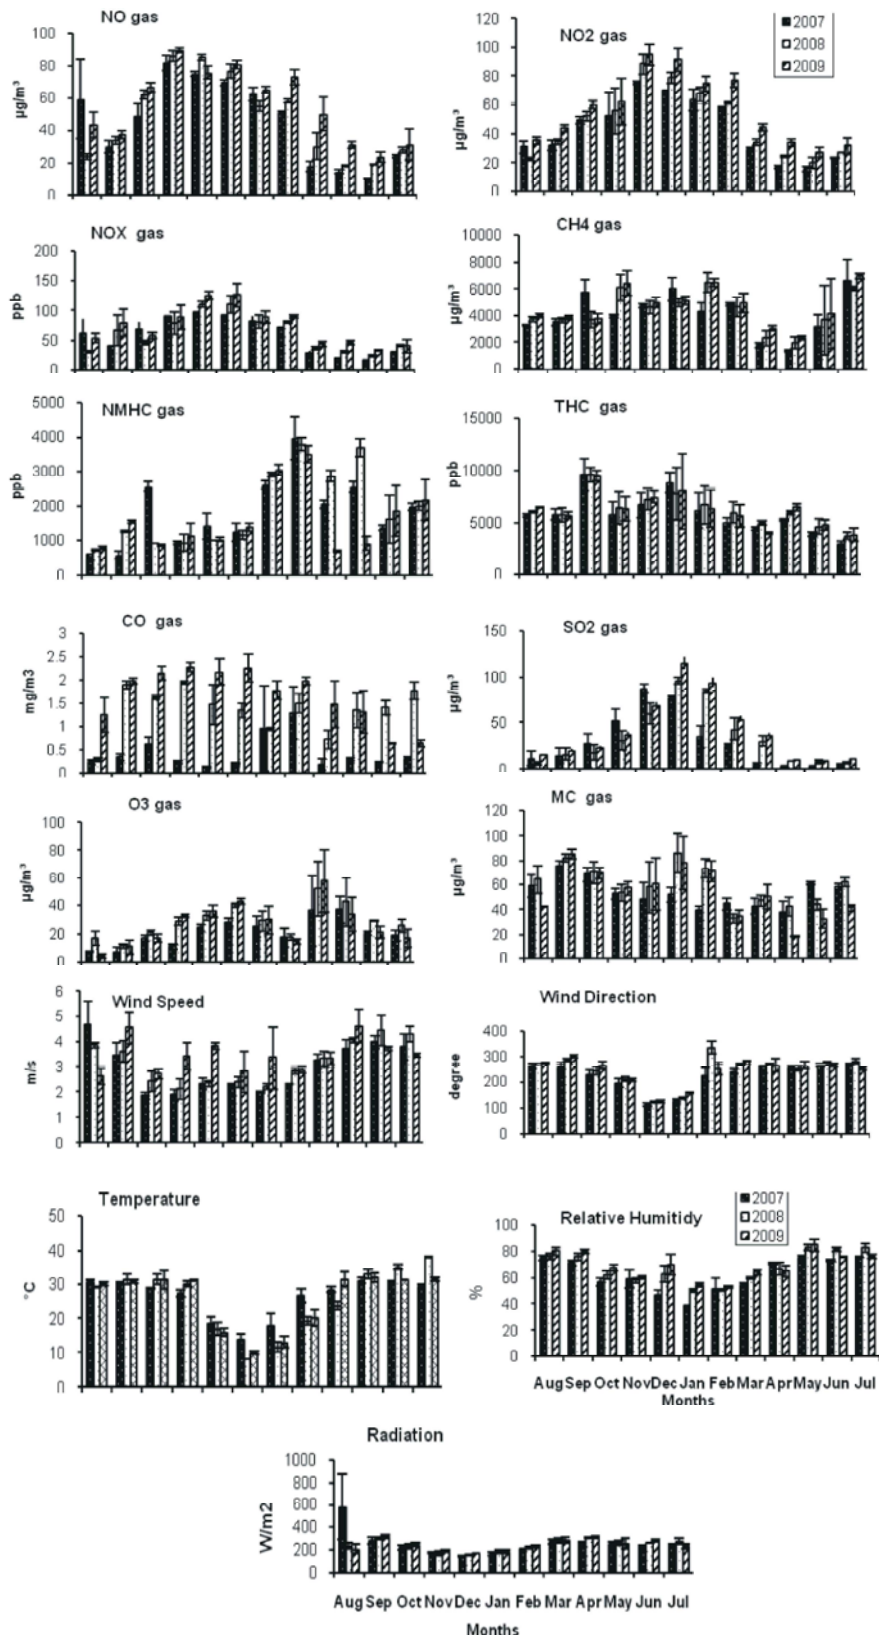 NO gas
100
80
60
40
20
0
µg/m³
NO2 gas
120
100
80
60
40
20
0
µg/m³
2007
2008
2009
NOX gas
200
150
100
50
0
ppb
CH4 gas
10000
8000
6000
4000
2000
0
µg/m³
NMHC gas
5000
4000
3000
2000
1000
0
ppb
THC gas
15000
10000
5000
0
ppb
CO gas
3
2.5
2
1.5
1
0.5
0
mg/m3
SO2 gas
150
100
50
0
µg/m³
O3 gas
100
80
60
40
20
0
µg/m³
MC gas
120
100
80
60
40
20
0
µg/m³
Wind Speed
6
5
4
3
2
1
0
m/s
Wind Direction
400
300
200
100
0
degree
Temperature
50
40
30
20
10
0
°C
Relative Humitidy
2007
2008
2009
100
80
60
40
20
0
%
Aug Sep Oct Nov Dec Jan Feb Mar Apr May Jun Jul
Months
Radiation
1000
800
600
400
200
0
W/m2
Aug Sep Oct Nov Dec Jan Feb Mar Apr May Jun Jul
Months